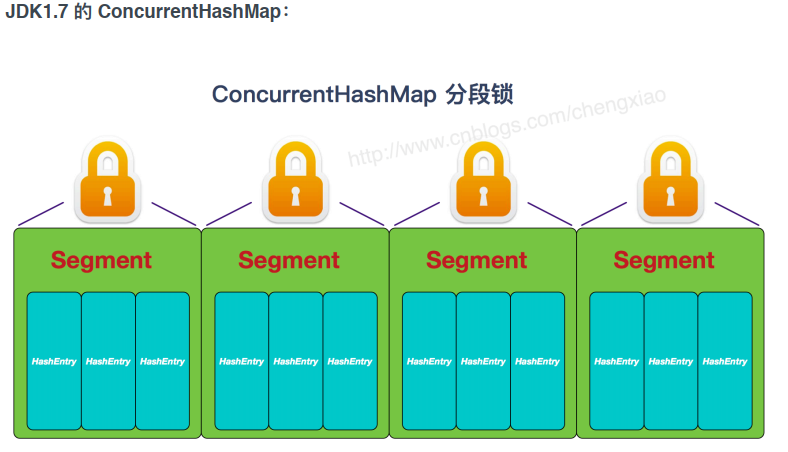 JDK1.7 的 ConcurrentHashMap：
ConcurrentHashMap 分段锁
http://www.cnblogs.com/chengxiao
Segment Segment Segment Segment
HashEntry HashEntry HashEntry HashEntry HashEntry HashEntry HashEntry HashEntry HashEntry HashEntry HashEntry HashEntry